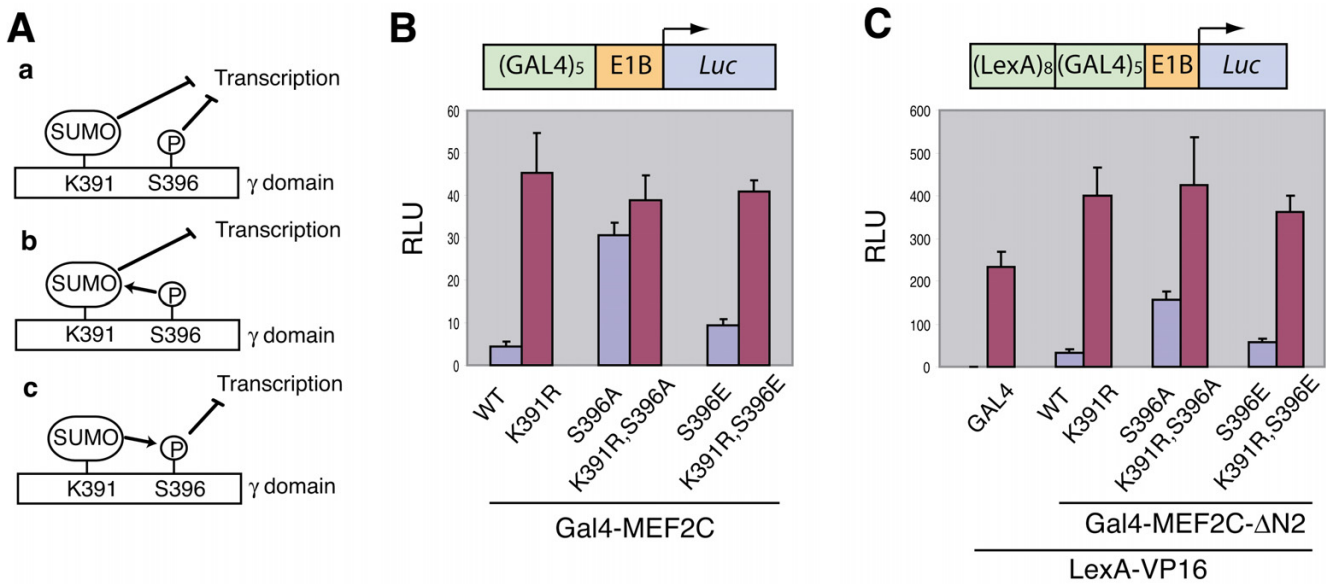 A
a
Transcription
SUMO
P
K391 S396 γ domain
b
Transcription
SUMO
P
K391 S396 γ domain
c
Transcription
SUMO
P
K391 S396 γ domain
B
(GAL4)5 E1B Luc
60
50
40
30
20
10
0
RLU
WT
K391R
S396A
K391R,S396A
S396E
K391R,S396E
Gal4-MEF2C
C
(LexA)8 (GAL4)5 E1B Luc
600
500
400
300
200
100
0
RLU
GAL4
WT
K391R
S396A
K391R,S396A
S396E
K391R,S396E
Gal4-MEF2C-ΔN2
LexA-VP16